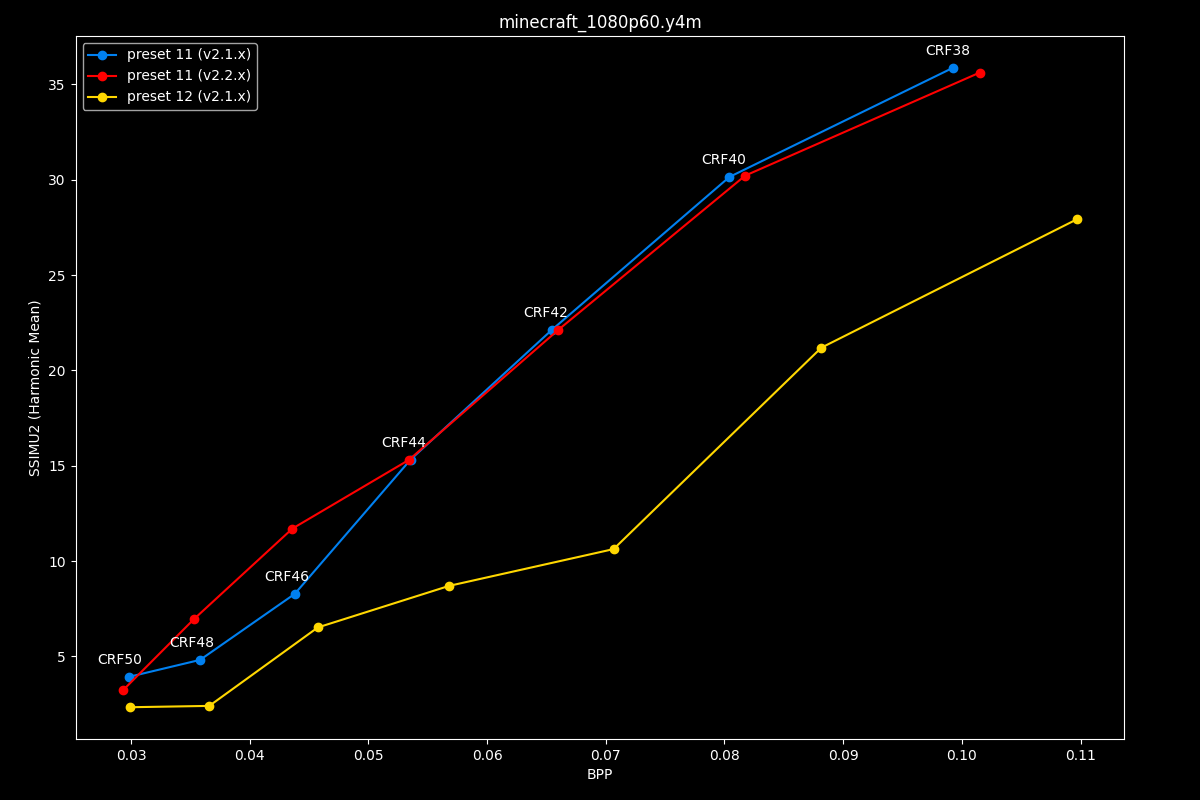 minecraft_1080p60.y4m
preset 11 (v2.1.x)
preset 11 (v2.2.x)
preset 12 (v2.1.x)
CRF38
CRF40
CRF42
CRF44
CRF46
CRF48
CRF50
35
30
25
20
15
10
5
SSIMU2 (Harmonic Mean)
0.03 0.04 0.05 0.06 0.07 0.08 0.09 0.10 0.11
BPP